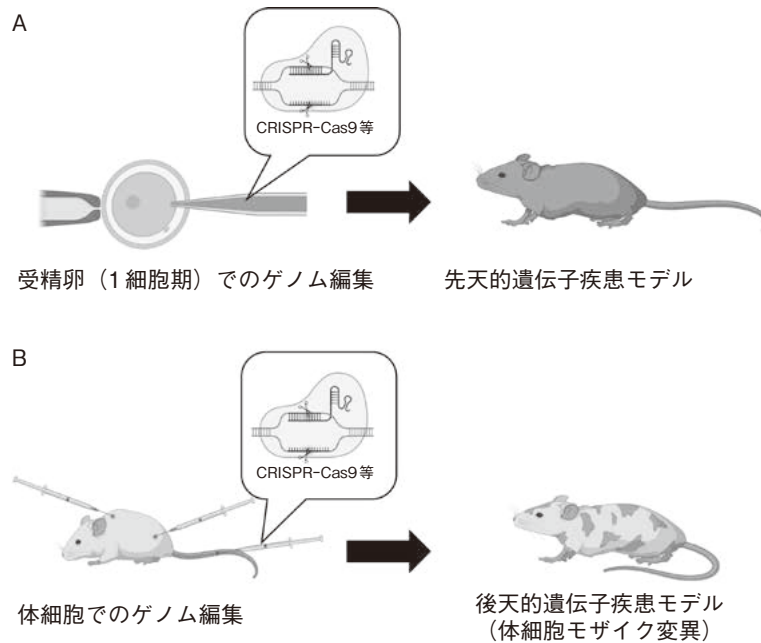 A
CRISPR-Cas9等
受精卵（1細胞期）でのゲノム編集
先天的遺伝子疾患モデル
B
CRISPR-Cas9等
体細胞でのゲノム編集
後天的遺伝子疾患モデル
（体細胞モザイク変異）